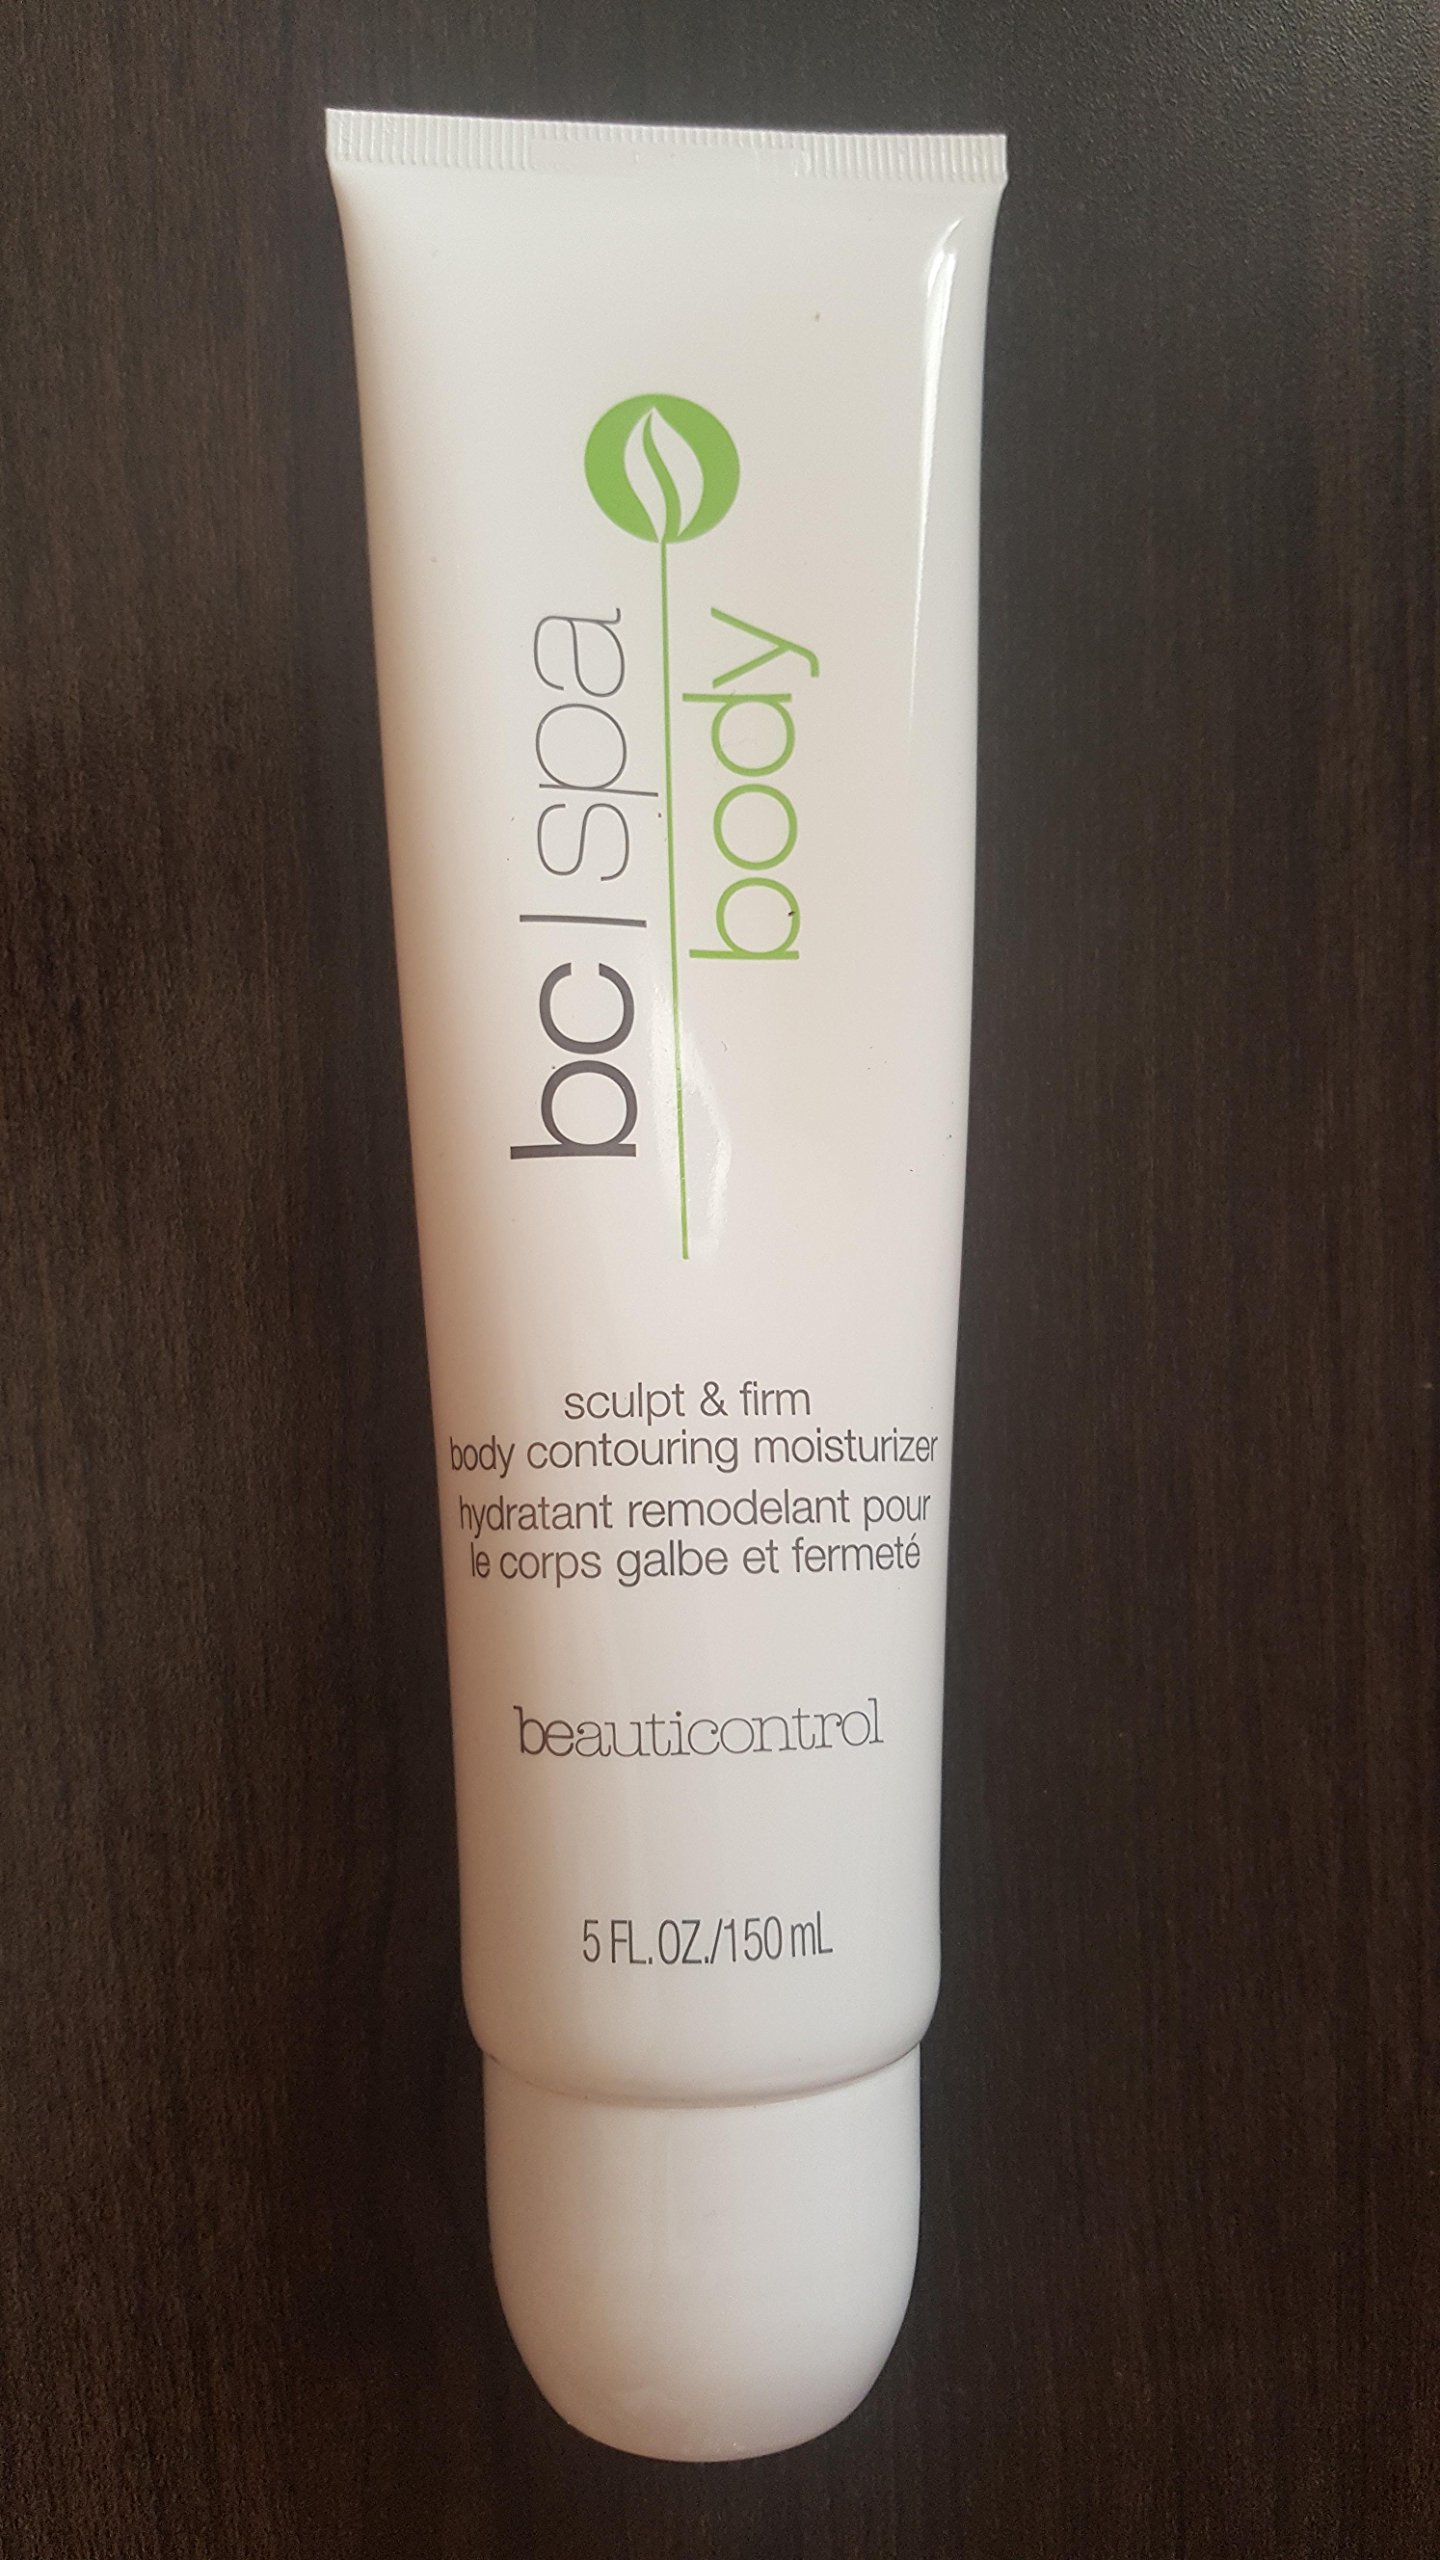 bc|spa
body
sculpt & firm
body contouring moisturizer
hydratant remodelant pour
le corps galbe et fermeté
beauticontrol
5 FL.OZ./150 mL